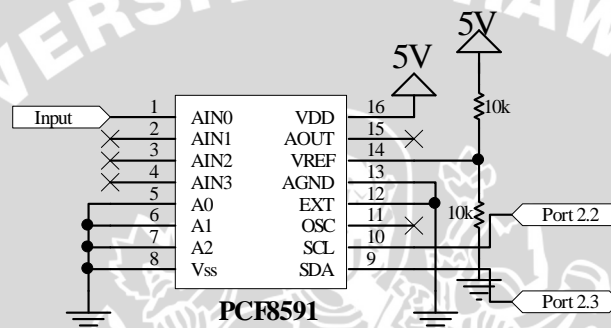 VERSI AW
5V
5V
10k
Input
1 AIN0 VDD 16
2 AIN1 AOUT 15
3 AIN2 VREF 14
4 AIN3 AGND 13
5 A0 EXT 12
6 A1 OSC 11
7 A2 SCL 10
8 Vss SDA 9
10k
Port 2.2
Port 2.3
PCF8591